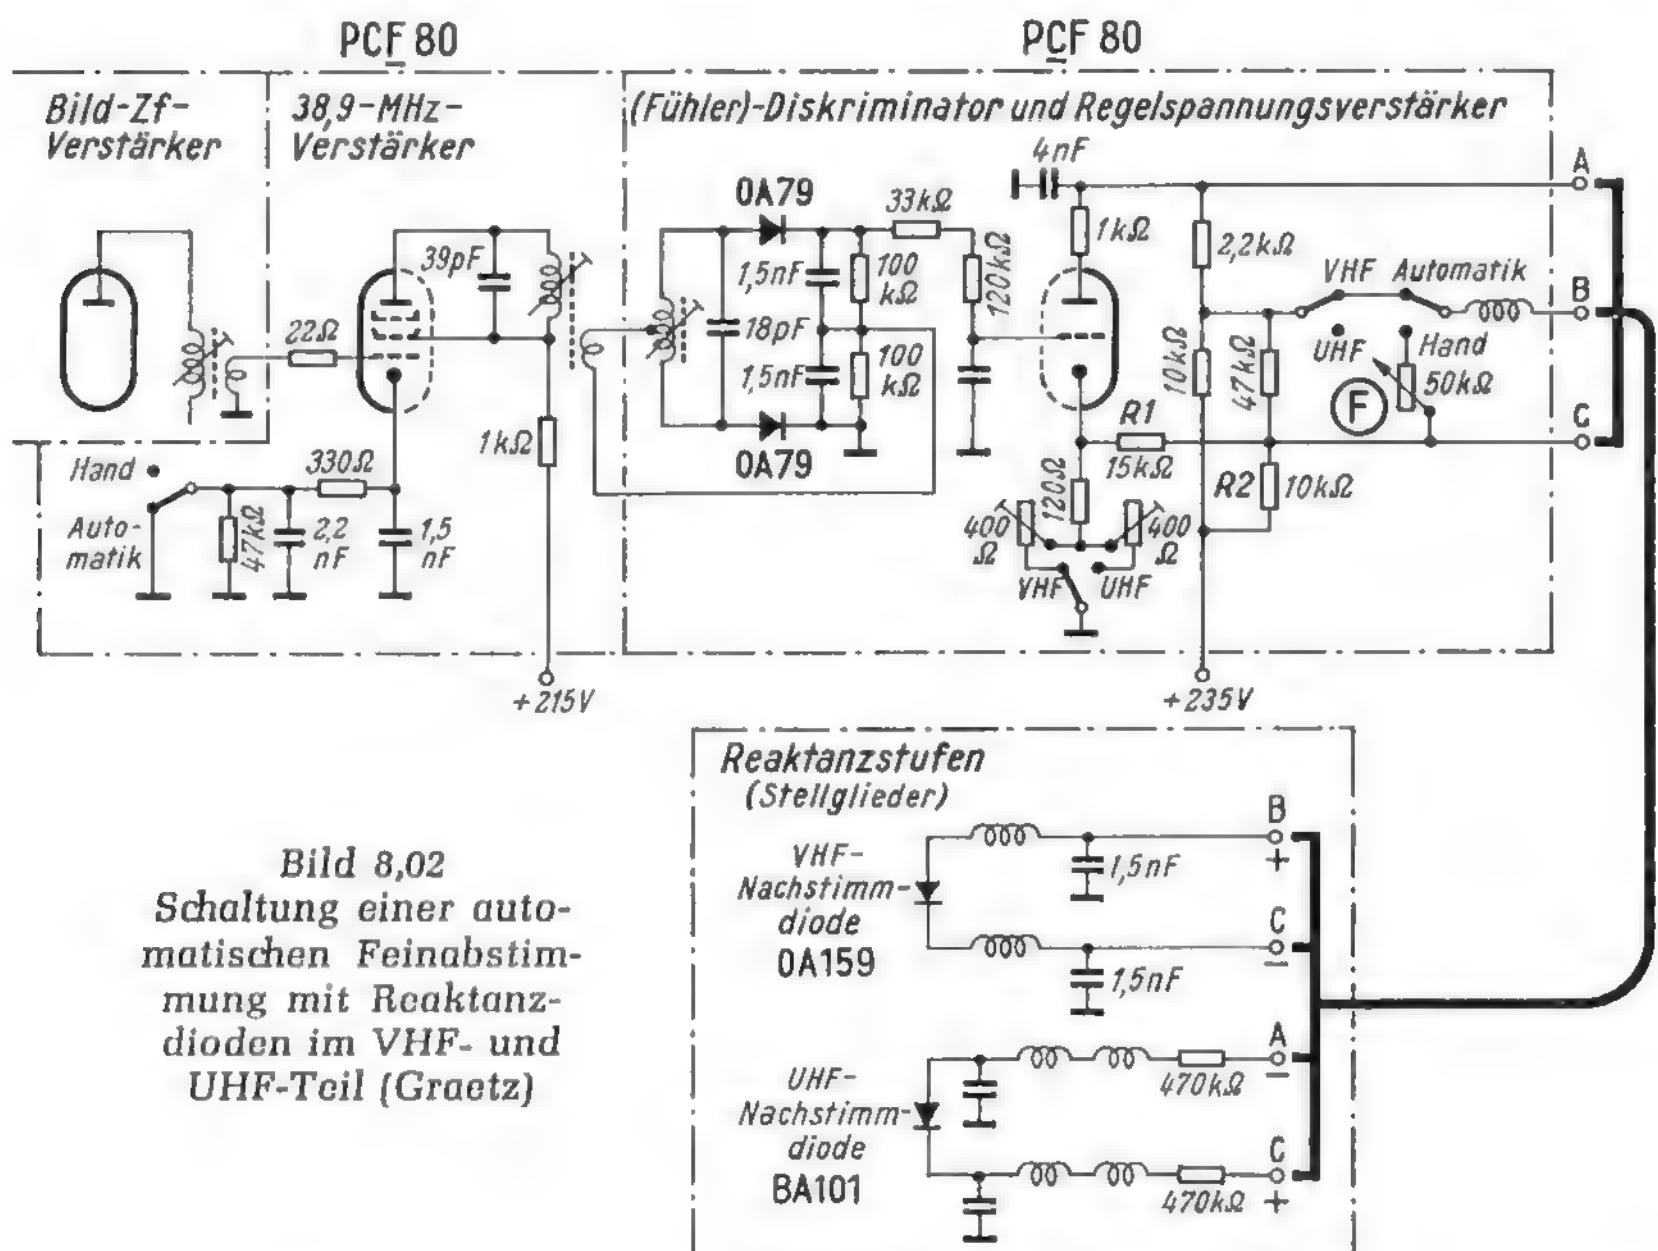 PCF 80
PCF 80
Bild-Zf-
Verstärker
38,9-MHz-
Verstärker
(Fühler)-Diskriminator und Regelspannungsverstärker
4nF
A
0A79
33kΩ
1kΩ
2,2kΩ
39pF
1,5nF
100
kΩ
120kΩ
VHF Automatik
B
22Ω
18pF
10kΩ
47kΩ
UHF
Hand
50kΩ
1,5nF
100
kΩ
F
C
1kΩ
0A79
R1
15kΩ
R2
10kΩ
Hand
330Ω
Auto-
matik
47kΩ
2,2
nF
1,5
nF
120Ω
400
Ω
400
Ω
VHF
UHF
+215V
+235V
Reaktanzstufen
(Stellglieder)
B
+
VHF-
Nachstimm-
diode
0A159
1,5nF
C
−
1,5nF
A
−
UHF-
Nachstimm-
diode
BA101
470kΩ
C
+
470kΩ
Bild 8,02
Schaltung einer auto-
matischen Feinabstim-
mung mit Reaktanz-
dioden im VHF- und
UHF-Teil (Graetz)